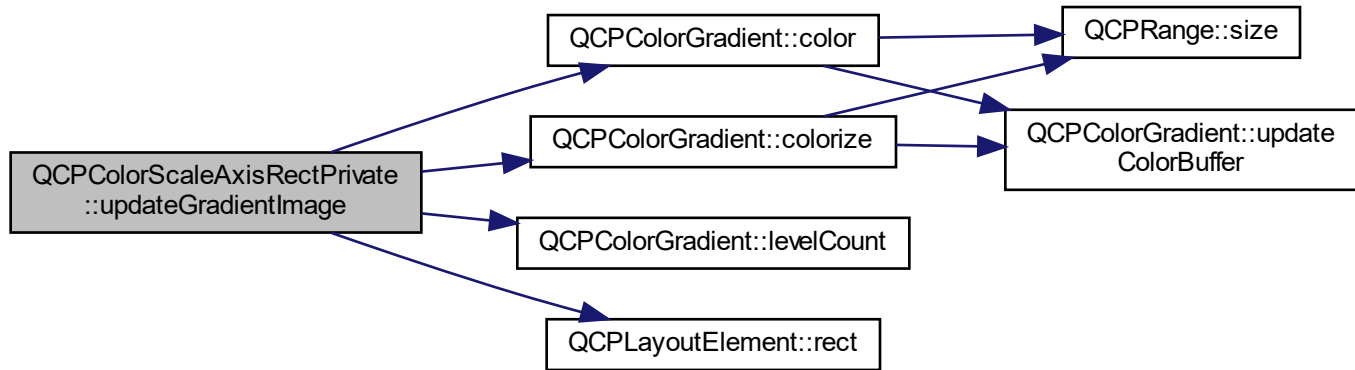 QCPColorScaleAxisRectPrivate
::updateGradientImage
QCPColorGradient::color
QCPColorGradient::colorize
QCPColorGradient::levelCount
QCPLayoutElement::rect
QCPRange::size
QCPColorGradient::update
ColorBuffer